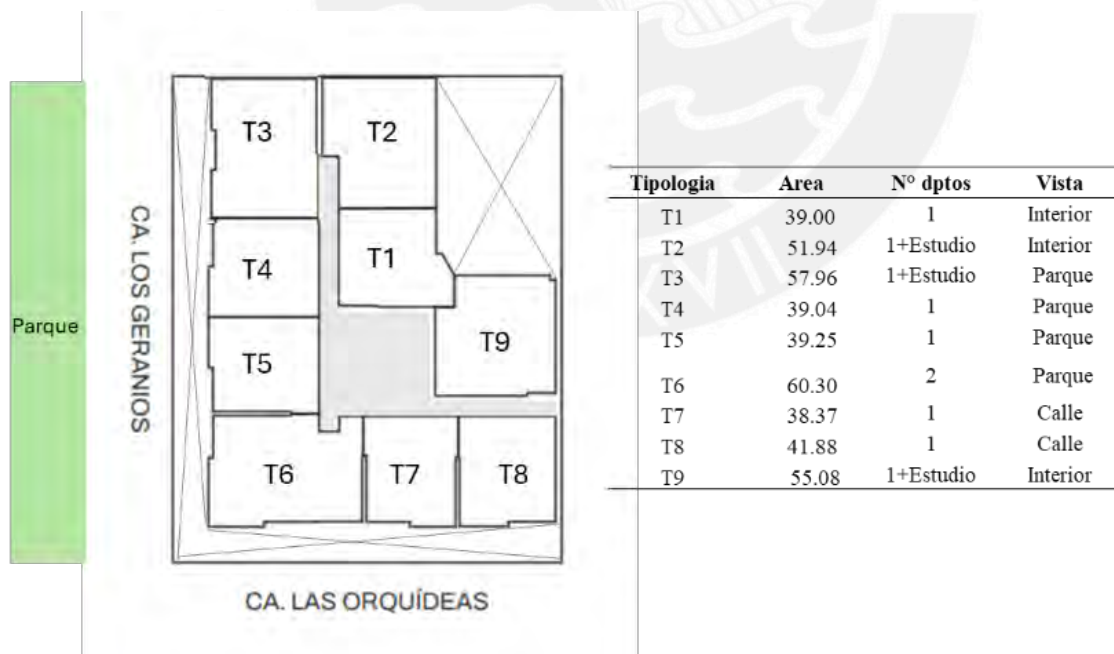 T3 T2
T4 T1
T5 T9
T6 T7 T8
Parque
CA. LOS GERANIOS
CA. LAS ORQUÍDEAS
Tipologia Area N° dptos Vista
T1 39.00 1 Interior
T2 51.94 1+Estudio Interior
T3 57.96 1+Estudio Parque
T4 39.04 1 Parque
T5 39.25 1 Parque
T6 60.30 2 Parque
T7 38.37 1 Calle
T8 41.88 1 Calle
T9 55.08 1+Estudio Interior